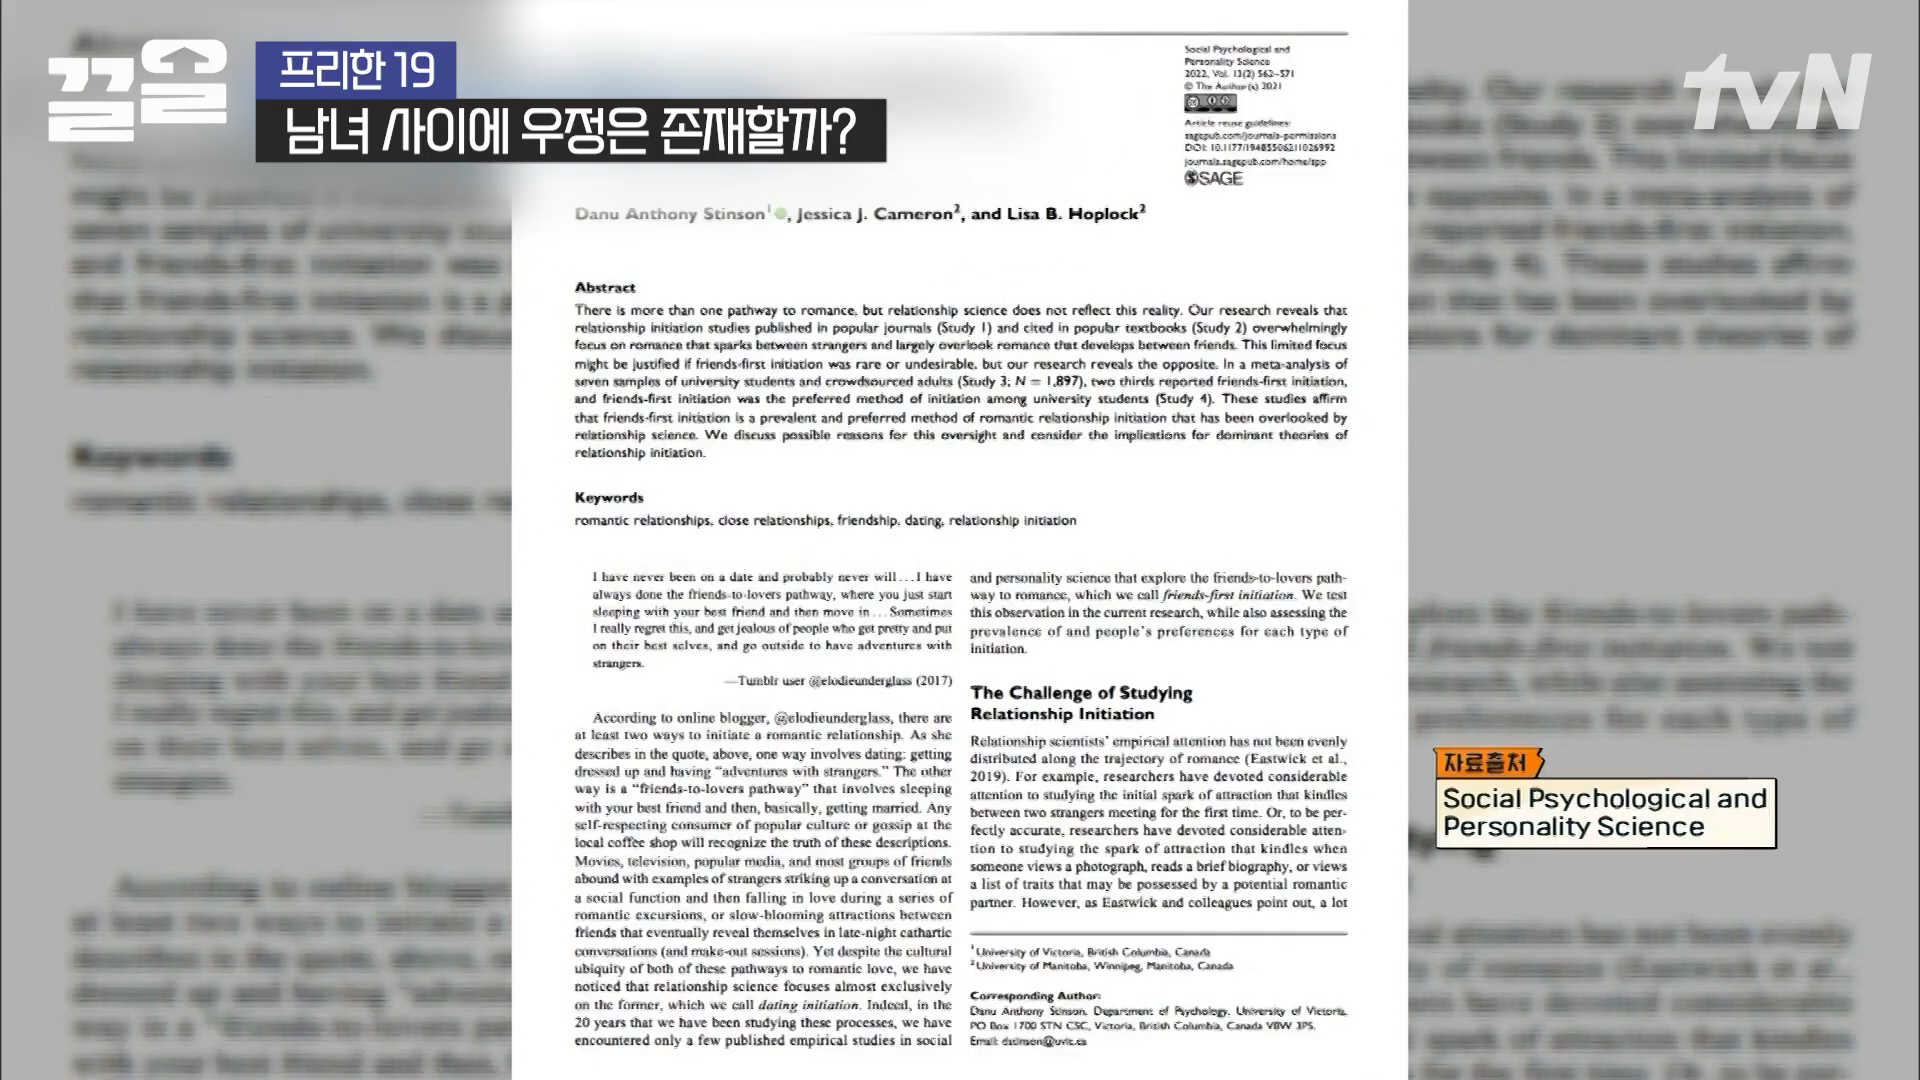 끌올
프리한 19
남녀 사이에 우정은 존재할까?
tvN
Social Psychological and
Personality Science
2022, Vol. 13(2) 562–571
© The Author(s) 2021
Article reuse guidelines:
sagepub.com/journals-permissions
DOI: 10.1177/19485506211026992
journals.sagepub.com/home/spp
SAGE
Danu Anthony Stinson1, Jessica J. Cameron2, and Lisa B. Hoplock2
Abstract
There is more than one pathway to romance, but relationship science does not reflect this reality. Our research reveals that
relationship initiation studies published in popular journals (Study 1) and cited in popular textbooks (Study 2) overwhelmingly
focus on romance that sparks between strangers and largely overlook romance that develops between friends. This limited focus
might be justified if friends-first initiation was rare or undesirable, but our research reveals the opposite. In a meta-analysis of
seven samples of university students and crowdsourced adults (Study 3; N = 1,897), two thirds reported friends-first initiation,
and friends-first initiation was the preferred method of initiation among university students (Study 4). These studies affirm
that friends-first initiation is a prevalent and preferred method of romantic relationship initiation that has been overlooked by
relationship science. We discuss possible reasons for this oversight and consider the implications for dominant theories of
relationship initiation.
Keywords
romantic relationships, close relationships, friendship, dating, relationship initiation
I have never been on a date and probably never will...I have
always done the friends-to-lovers pathway, where you just start
sleeping with your best friend and then move in...Sometimes
I really regret this, and get jealous of people who get pretty and put
on their best selves, and go outside to have adventures with
strangers.
—Tumblr user @elodieunderglass (2017)
According to online blogger, @elodieunderglass, there are
at least two ways to initiate a romantic relationship. As she
describes in the quote, above, one way involves dating: getting
dressed up and having “adventures with strangers.” The other
way is a “friends-to-lovers pathway” that involves sleeping
with your best friend and then, basically, getting married. Any
self-respecting consumer of popular culture or gossip at the
local coffee shop will recognize the truth of these descriptions.
Movies, television, popular media, and most groups of friends
abound with examples of strangers striking up a conversation at
a social function and then falling in love during a series of
romantic excursions, or slow-blooming attractions between
friends that eventually reveal themselves in late-night cathartic
conversations (and make-out sessions). Yet despite the cultural
ubiquity of both of these pathways to romantic love, we have
noticed that relationship science focuses almost exclusively
on the former, which we call dating initiation. Indeed, in the
20 years that we have been studying these processes, we have
encountered only a few published empirical studies in social
and personality science that explore the friends-to-lovers path-
way to romance, which we call friends-first initiation. We test
this observation in the current research, while also assessing the
prevalence of and people’s preferences for each type of
initiation.
The Challenge of Studying
Relationship Initiation
Relationship scientists’ empirical attention has not been evenly
distributed along the trajectory of romance (Eastwick et al.,
2019). For example, researchers have devoted considerable
attention to studying the initial spark of attraction that kindles
between two strangers meeting for the first time. Or, to be per-
fectly accurate, researchers have devoted considerable atten-
tion to studying the spark of attraction that kindles when
someone views a photograph, reads a brief biography, or views
a list of traits that may be possessed by a potential romantic
partner. However, as Eastwick and colleagues point out, a lot
1 University of Victoria, British Columbia, Canada
2 University of Manitoba, Winnipeg, Manitoba, Canada
Corresponding Author:
Danu Anthony Stinson, Department of Psychology, University of Victoria,
PO Box 1700 STN CSC, Victoria, British Columbia, Canada V8W 2Y2.
Email: dstinson@uvic.ca
자료출처
Social Psychological and
Personality Science